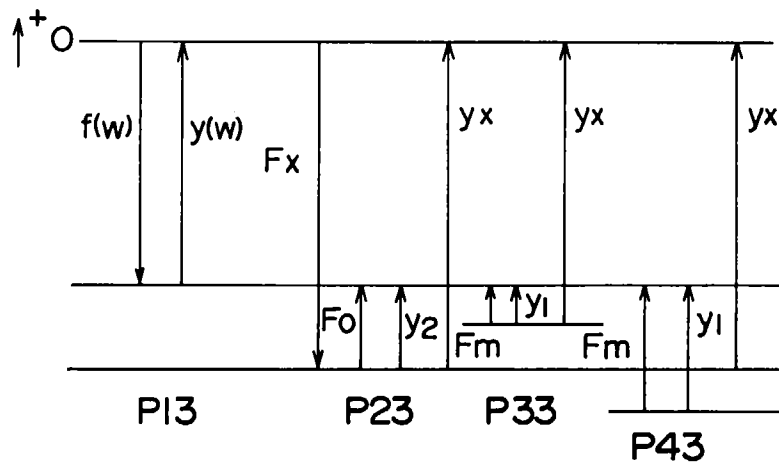 + O
f(w) y(w) Fx yx yx yx
Fo y2 y1 y1
Fm Fm
P13 P23 P33 P43